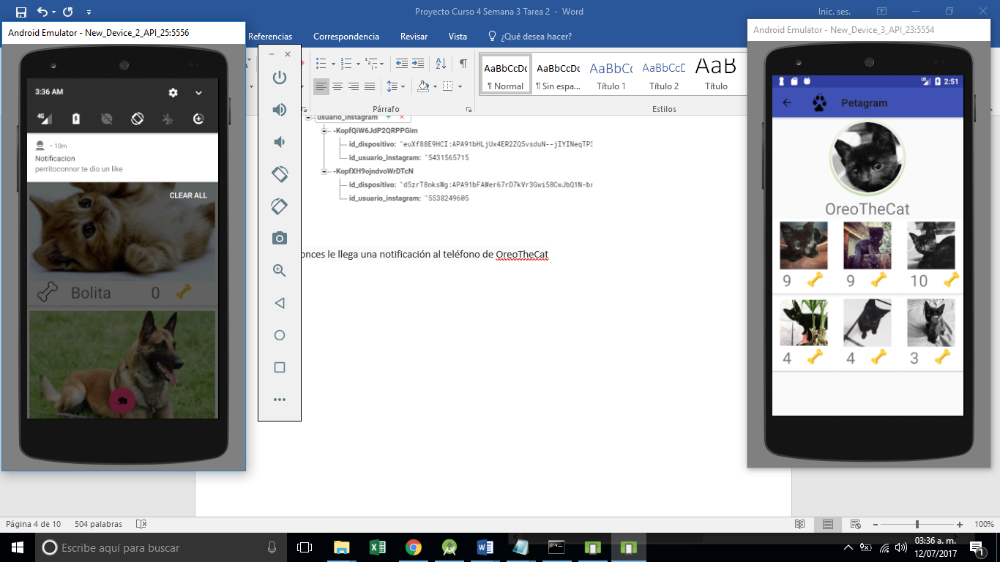 Proyecto Curso 4 Semana 3 Tarea 2 - Word
Inic. ses.
Referencias
Correspondencia
Revisar
Vista
¿Qué desea hacer?
AaBbCcDc
¶ Normal
AaBbCcDc
¶ Sin espa...
AaBbCc
Título 1
AaBbCcD
Título 2
AaB
Título
Párrafo
Estilos
Android Emulator - New_Device_2_API_25:5556
3:36 AM
4G
• 10m
Notificacion
perritoconnor te dio un like
CLEAR ALL
Bolita
0
usuario_instagram
-KopfQiW6JdP2QRPPGim
id_dispositivo: "euXf88E9HCI:APA91bHLjUx4ER2ZQ5vsduN--jIYINeqTP3
id_usuario_instagram: "5431565715
-KopfXH9ojndvoWrDTcN
id_dispositivo: "d5zrT8nksWg:APA91bFAWer67rD7kVr3Gwi58CwJbQ1N-br
id_usuario_instagram: "5538249605
onces le llega una notificación al teléfono de OreoTheCat
Android Emulator - New_Device_3_API_23:5554
2:51
Petagram
OreoTheCat
9
9
10
4
4
3
Página 4 de 10
504 palabras
100%
Escribe aquí para buscar
03:36 a. m.
12/07/2017
1